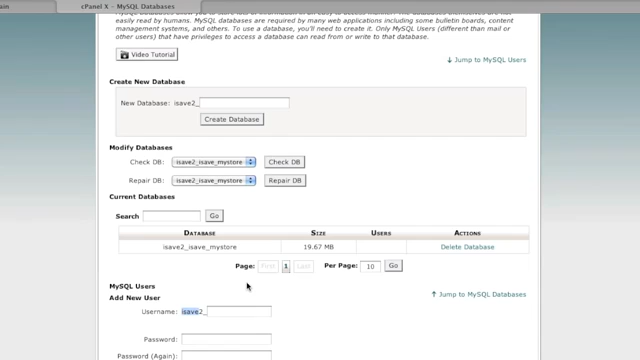 ain
cPanel X – MySQL Databases
easily read by humans. MySQL databases are required by many web applications including some bulletin boards, content
management systems, and others. To use a database, you'll need to create it. Only MySQL Users (different than mail or
other users) that have privileges to access a database can read from or write to that database.
Video Tutorial
Jump to MySQL Users
Create New Database
New Database: isave2_
Create Database
Modify Databases
Check DB: isave2_isave_mystore Check DB
Repair DB: isave2_isave_mystore Repair DB
Current Databases
Search Go
DATABASE SIZE USERS ACTIONS
isave2_isave_mystore 19.67 MB Delete Database
Page: First 1 Last Per Page: 10 Go
MySQL Users
Add New User
Jump to MySQL Databases
Username: isave2_
Password:
Password (Again):